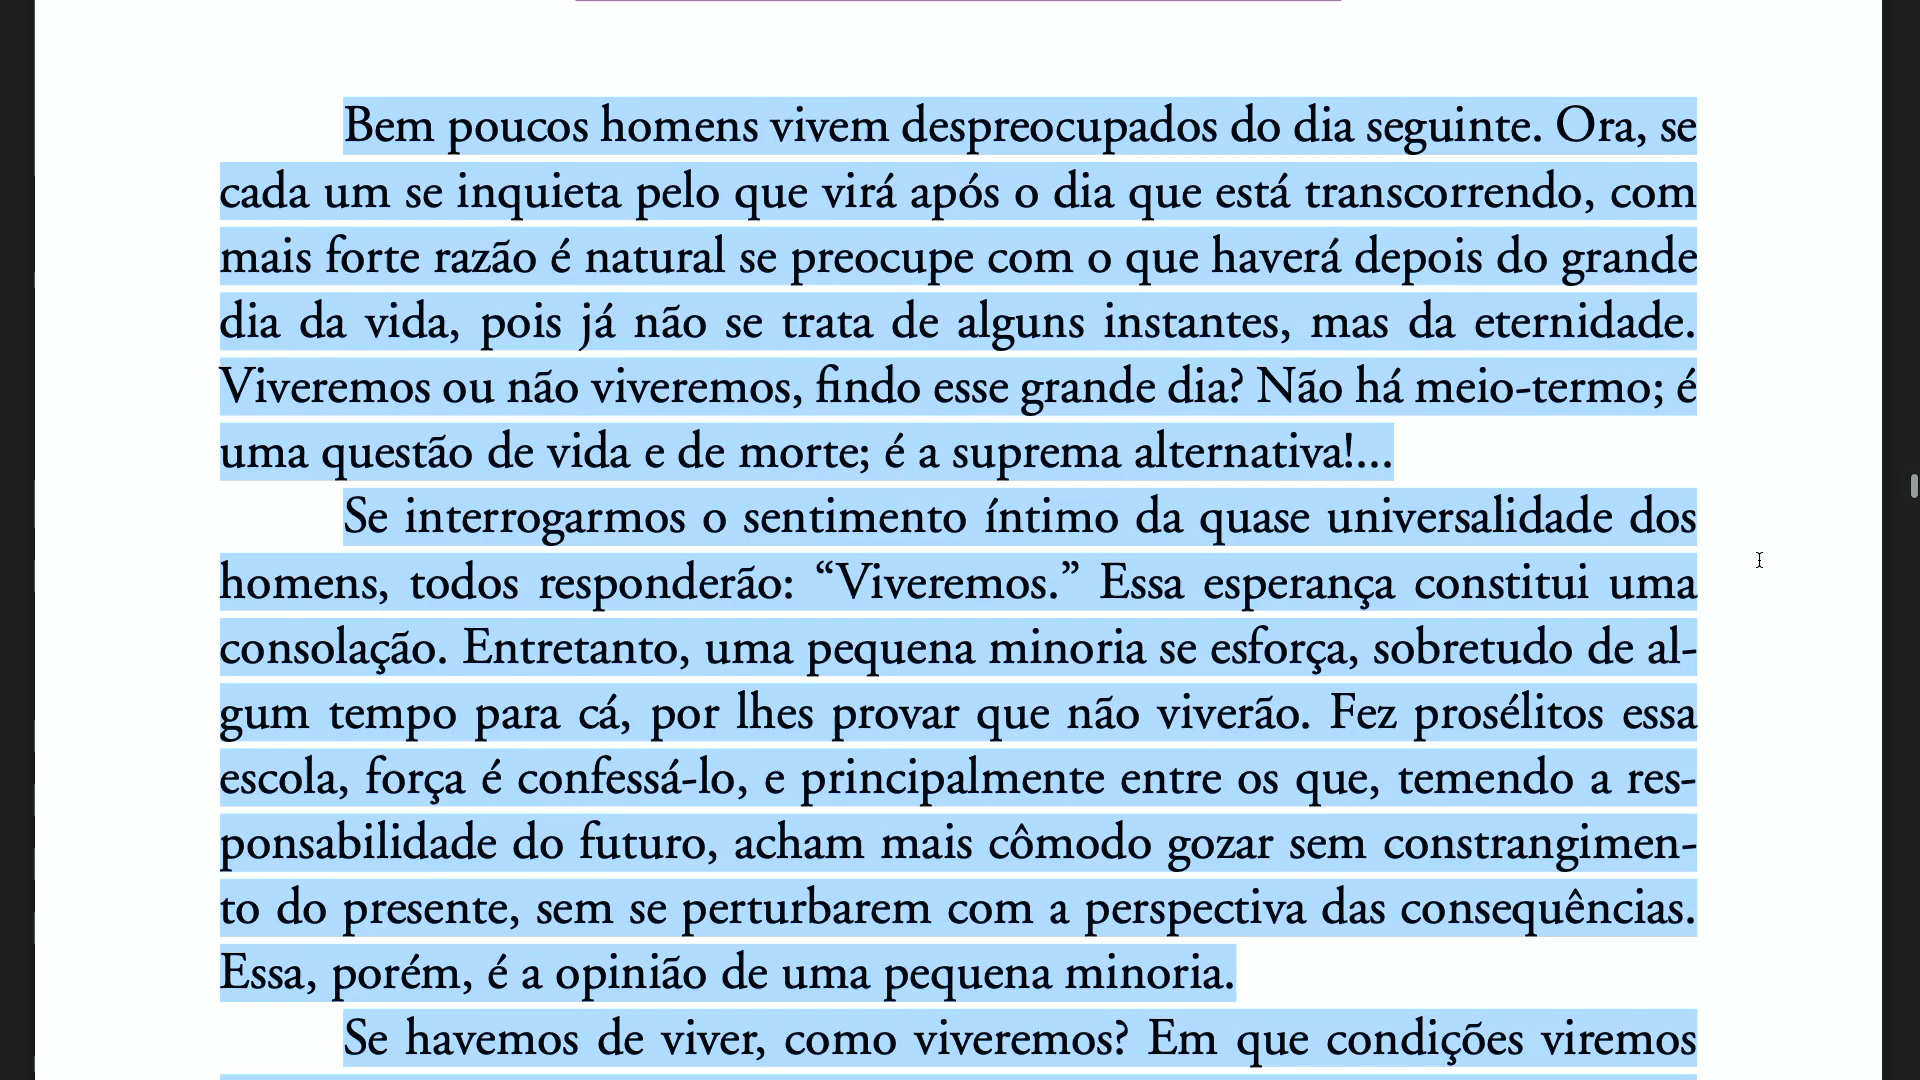 Bem poucos homens vivem despreocupados do dia seguinte. Ora, se
cada um se inquieta pelo que virá após o dia que está transcorrendo, com
mais forte razão é natural se preocupe com o que haverá depois do grande
dia da vida, pois já não se trata de alguns instantes, mas da eternidade.
Viveremos ou não viveremos, findo esse grande dia? Não há meio-termo; é
uma questão de vida e de morte; é a suprema alternativa!...
Se interrogarmos o sentimento íntimo da quase universalidade dos
homens, todos responderão: “Viveremos.” Essa esperança constitui uma
consolação. Entretanto, uma pequena minoria se esforça, sobretudo de al-
gum tempo para cá, por lhes provar que não viverão. Fez prosélitos essa
escola, força é confessá-lo, e principalmente entre os que, temendo a res-
ponsabilidade do futuro, acham mais cômodo gozar sem constrangimen-
to do presente, sem se perturbarem com a perspectiva das consequências.
Essa, porém, é a opinião de uma pequena minoria.
Se havemos de viver, como viveremos? Em que condições viremos